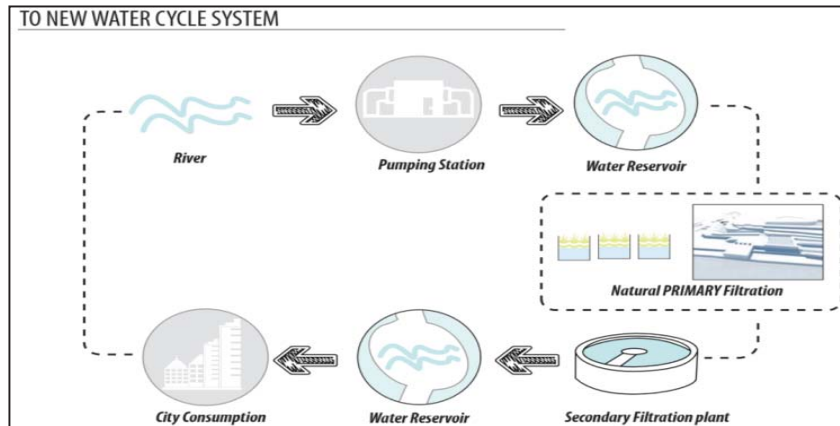 TO NEW WATER CYCLE SYSTEM
River
Pumping Station
Water Reservoir
Natural PRIMARY Filtration
City Consumption
Water Reservoir
Secondary Filtration plant